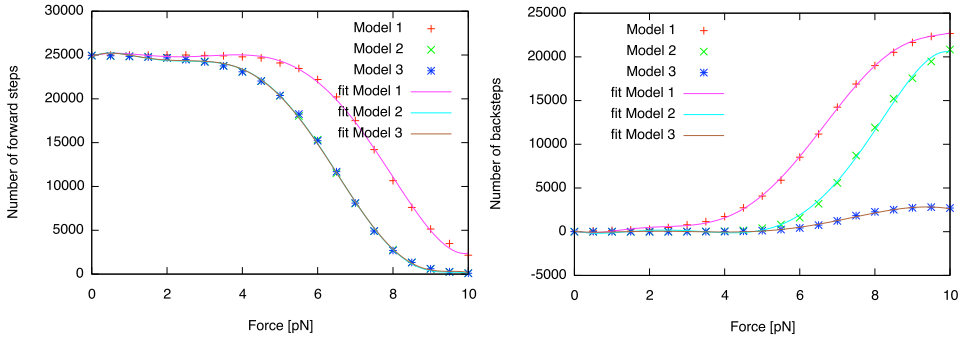 Number of forward steps
30000
25000
20000
15000
10000
5000
0
0 2 4 6 8 10
Force [pN]
Model 1
Model 2
Model 3
fit Model 1
fit Model 2
fit Model 3
Number of backsteps
25000
20000
15000
10000
5000
0
-5000
0 2 4 6 8 10
Force [pN]
Model 1
Model 2
Model 3
fit Model 1
fit Model 2
fit Model 3